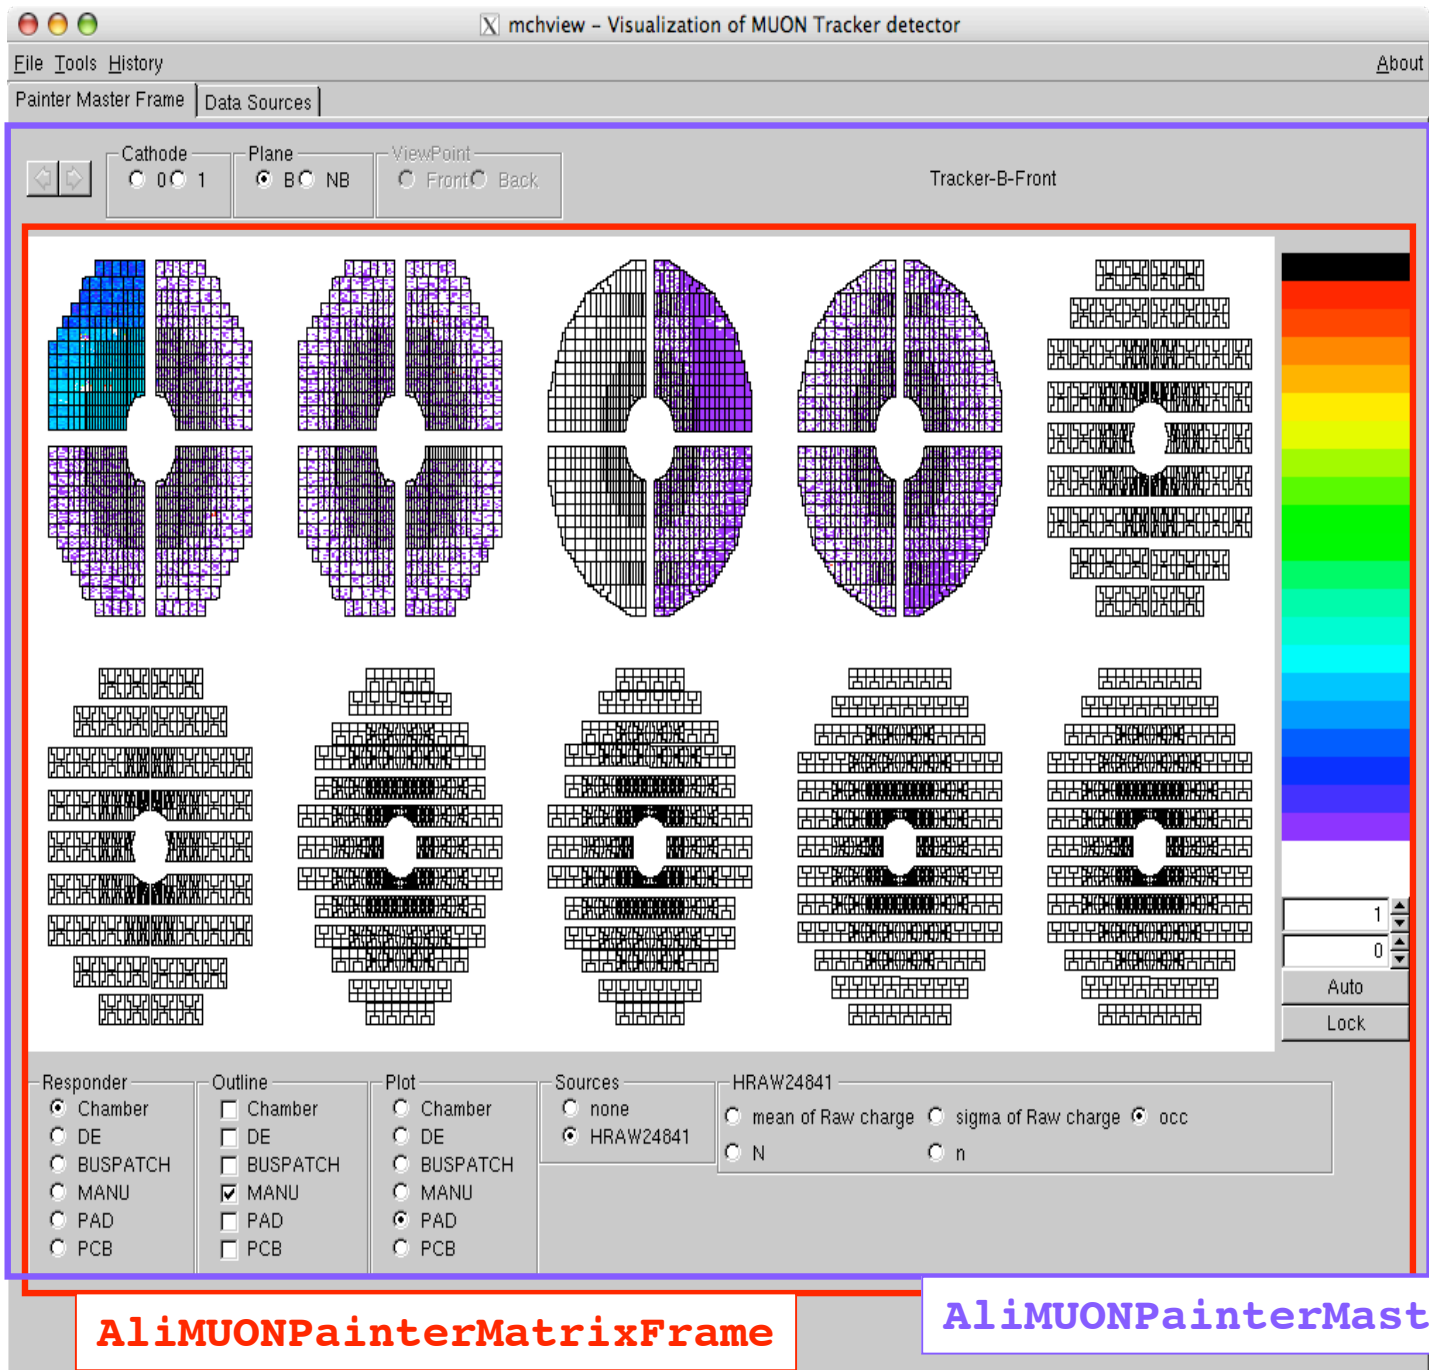 mchview – Visualization of MUON Tracker detector
File Tools History About
Painter Master Frame Data Sources
Cathode Plane ViewPoint
0 1 B NB Front Back Tracker-B-Front
1
0
Auto
Lock
Responder Outline Plot Sources HRAW24841
Chamber Chamber Chamber none mean of Raw charge sigma of Raw charge occ
DE DE DE HRAW24841 N n
BUSPATCH BUSPATCH BUSPATCH
MANU MANU MANU
PAD PAD PAD
PCB PCB PCB
AliMUONPainterMatrixFrame AliMUONPainterMast